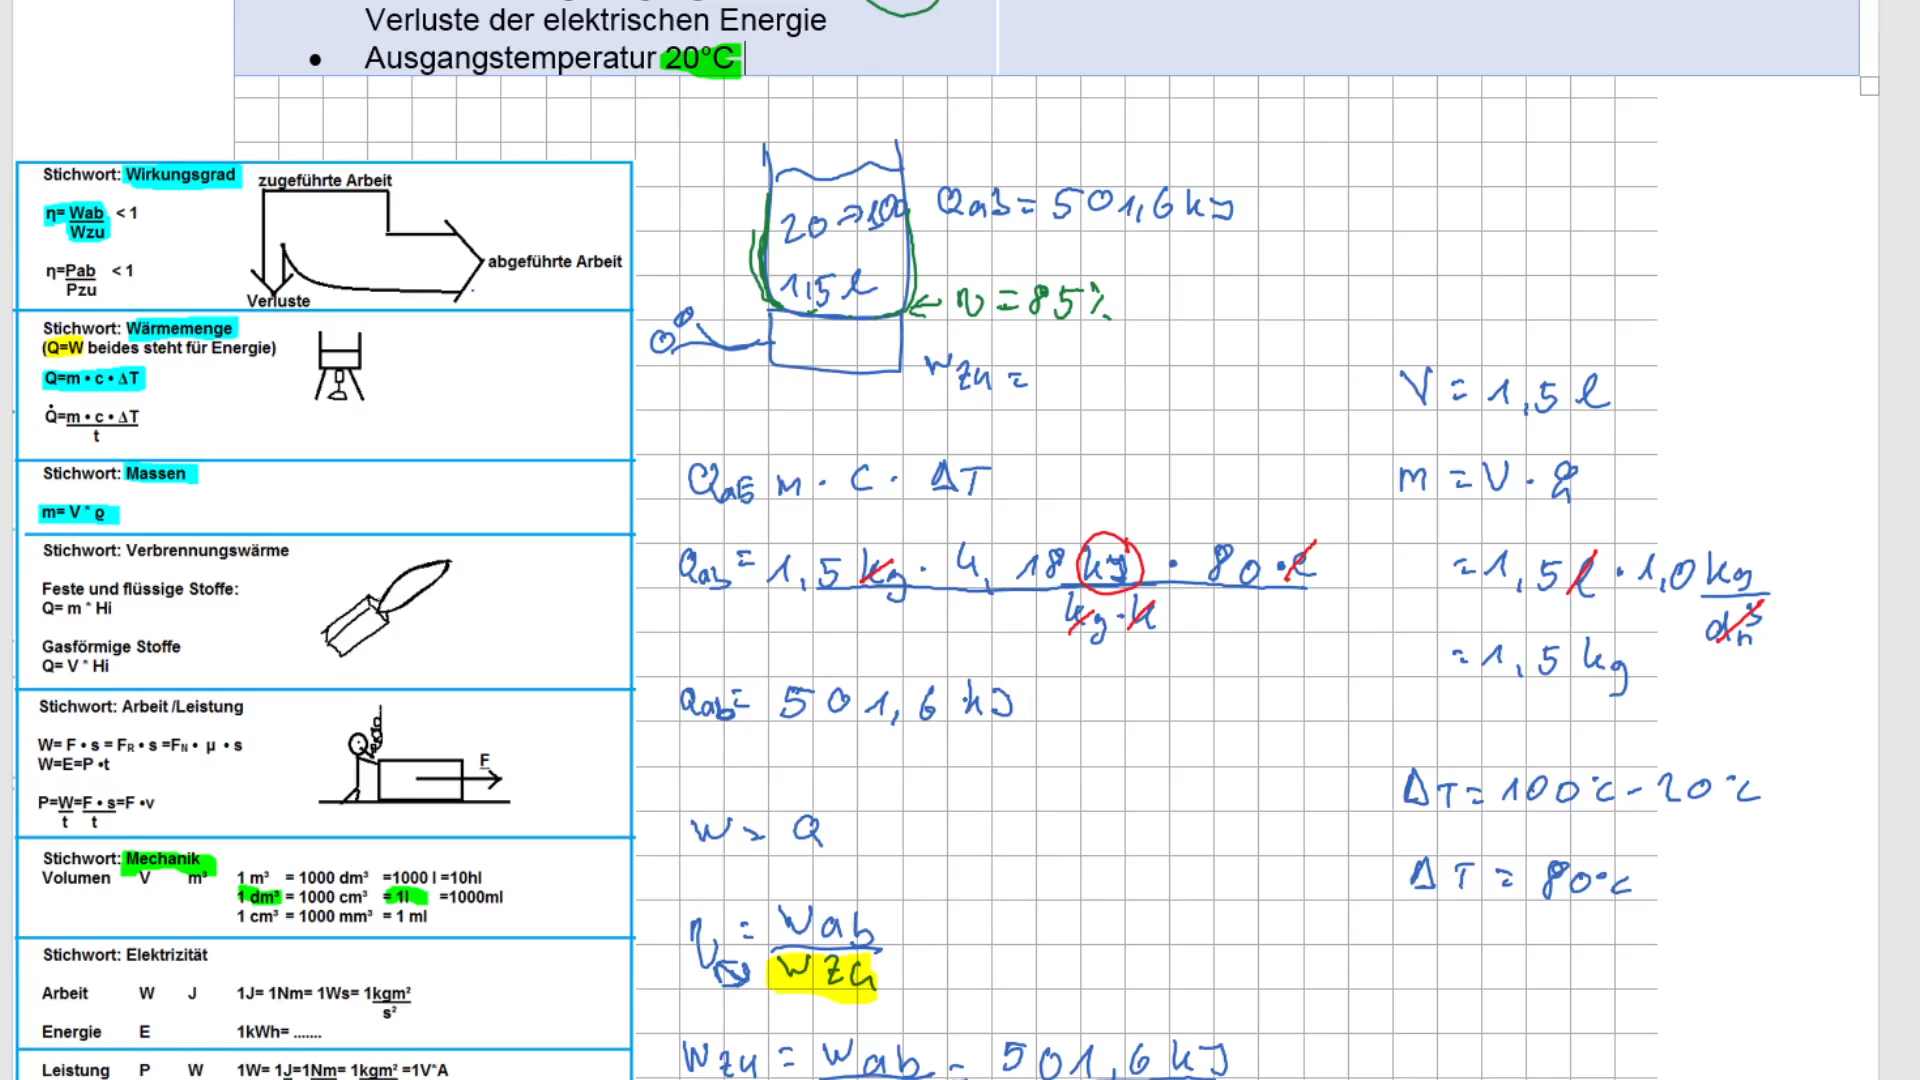 Verluste der elektrischen Energie
• Ausgangstemperatur 20°C
Stichwort: Wirkungsgrad
zugeführte Arbeit
η= Wab < 1
Wzu
η=Pab < 1
Pzu
abgeführte Arbeit
Verluste
Stichwort: Wärmemenge
(Q=W beides steht für Energie)
Q=m • c • ΔT
Q̇=m • c • ΔT
t
Stichwort: Massen
m= V * ϱ
Stichwort: Verbrennungswärme
Feste und flüssige Stoffe:
Q= m * Hi
Gasförmige Stoffe
Q= V * Hi
Stichwort: Arbeit /Leistung
W= F • s = FR • s =FN • μ • s
W=E=P •t
F
P=W=F • s=F •v
t t
Stichwort: Mechanik
Volumen V m³ 1 m³ = 1000 dm³ =1000 l =10hl
1 dm³ = 1000 cm³ = 1l =1000ml
1 cm³ = 1000 mm³ = 1 ml
Stichwort: Elektrizität
Arbeit W J 1J= 1Nm= 1Ws= 1kgm²
s²
Energie E 1kWh= .......
Leistung P W 1W= 1J=1Nm= 1kgm² =1V*A
20 => 100
Qab = 501,6 kJ
1,5 l
η = 85 %
Wzu =
Qab = m · c · ΔT
Qab = 1,5 kg · 4,18 kJ · 80 · K
kg · K
Qab = 501,6 kJ
W = Q
η = Wab
Wzu
Wzu = Wab = 501,6 kJ
V = 1,5 l
m = V · ϱ
= 1,5 l · 1,0 kg
dm³
= 1,5 kg
ΔT = 100°C - 20°C
ΔT = 80°C